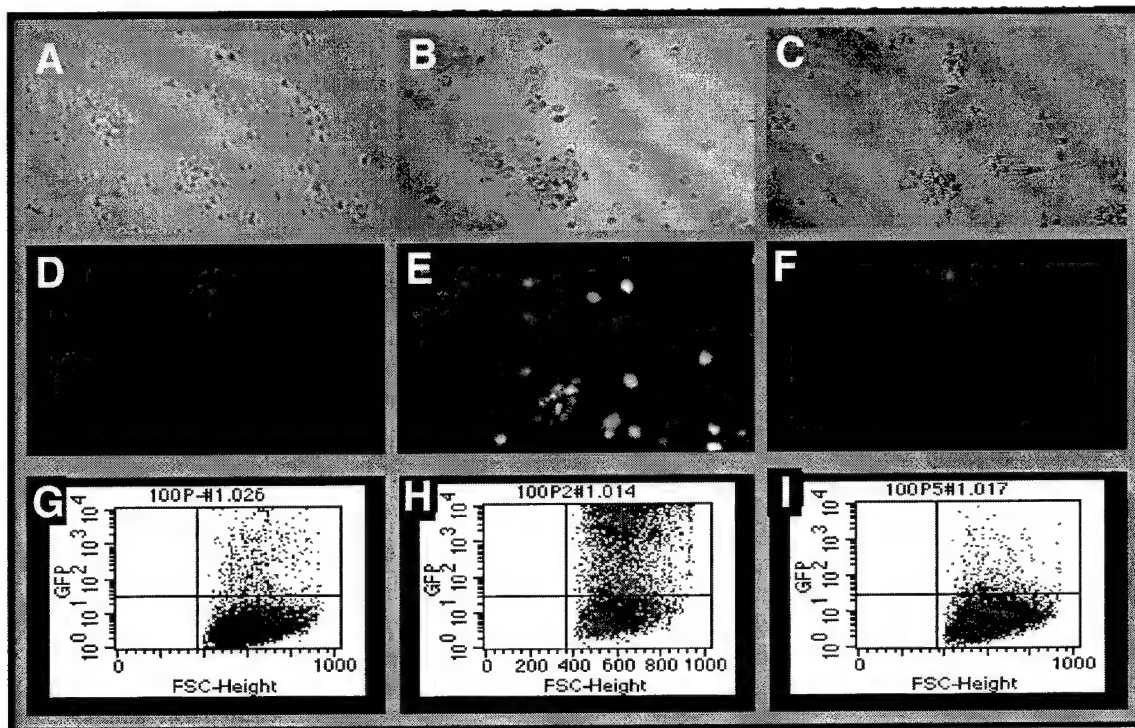 A
B
C
D
E
F
G
100P-#1.026
GFP
10^0 10^1 10^2 10^3 10^4
0 1000
FSC-Height
H
100P2#1.014
GFP
10^0 10^1 10^2 10^3 10^4
0 200 400 600 800 1000
FSC-Height
I
100P5#1.017
GFP
10^0 10^1 10^2 10^3 10^4
0 1000
FSC-Height